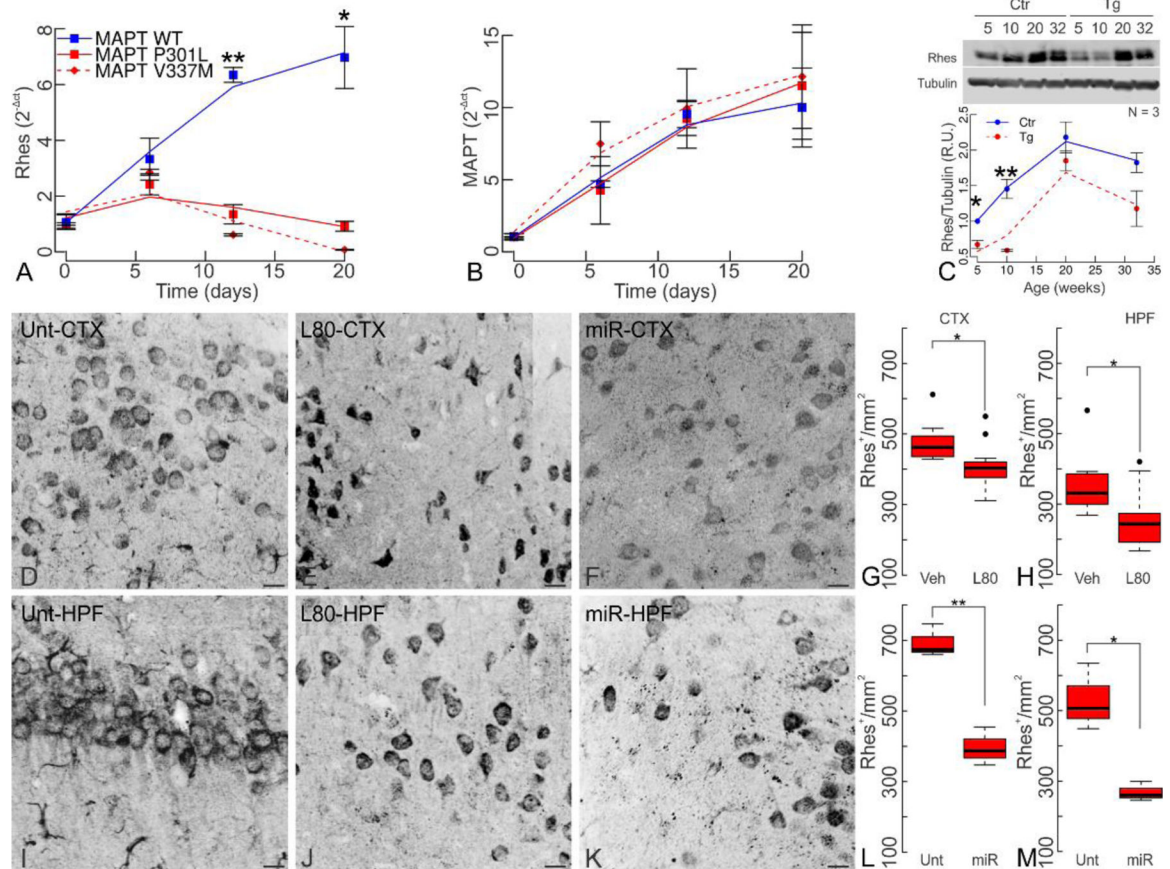 Rhes (2^-Δct)
8
6
4
2
0
MAPT WT
MAPT P301L
MAPT V337M
**
*
0 5 10 15 20
Time (days)
A
MAPT (2^-Δct)
15
10
5
0
0 5 10 15 20
Time (days)
B
Ctr Tg
5 10 20 32 5 10 20 32
Rhes
Tubulin
N = 3
Rhes/Tubulin (R.U.)
2.5
2.0
1.5
1.0
0.5
Ctr
Tg
*
**
5 10 15 20 25 30 35
Age (weeks)
C
Unt-CTX
D
L80-CTX
E
miR-CTX
F
CTX
Rhes⁺/mm²
700
500
300
100
*
Veh L80
G
HPF
Rhes⁺/mm²
700
500
300
100
*
Veh L80
H
Unt-HPF
I
L80-HPF
J
miR-HPF
K
Rhes⁺/mm²
700
500
300
100
**
Unt miR
L
Rhes⁺/mm²
700
500
300
100
*
Unt miR
M